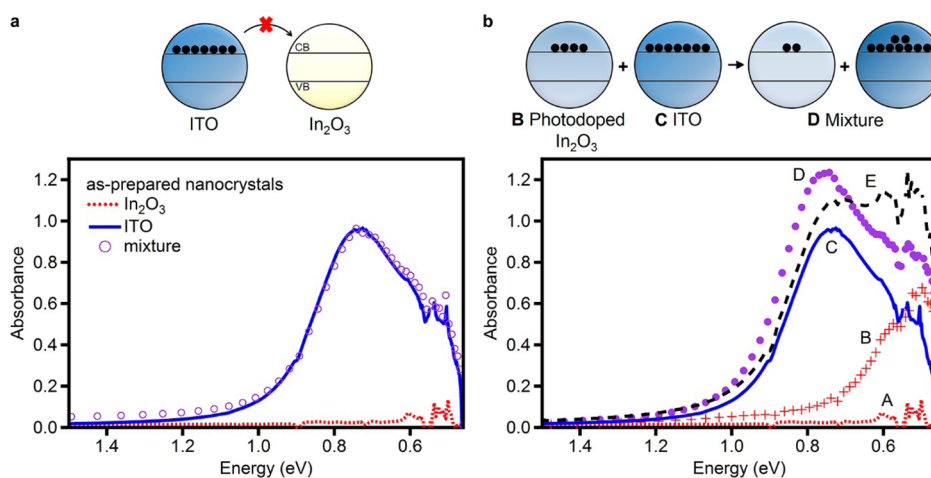 a
CB
VB
ITO
In₂O₃
as-prepared nanocrystals
In₂O₃
ITO
mixture
1.2
1.0
0.8
0.6
0.4
0.2
0.0
Absorbance
1.4
1.2
1.0
0.8
0.6
Energy (eV)
b
+
+
B Photodoped
In₂O₃
C ITO
D Mixture
D
E
C
B
A
1.2
1.0
0.8
0.6
0.4
0.2
0.0
Absorbance
1.4
1.2
1.0
0.8
0.6
Energy (eV)